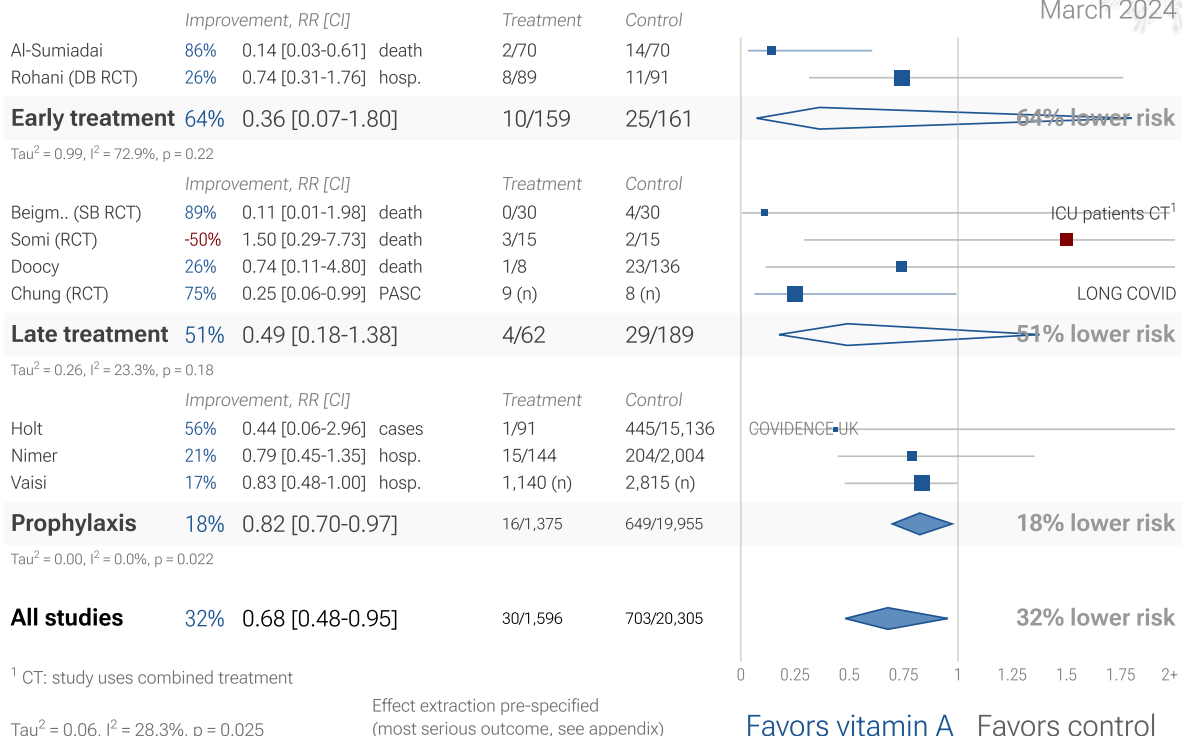 March 2024
Improvement, RR [CI] Treatment Control
Al-Sumiadai 86% 0.14 [0.03-0.61] death 2/70 14/70
Rohani (DB RCT) 26% 0.74 [0.31-1.76] hosp. 8/89 11/91
Early treatment 64% 0.36 [0.07-1.80] 10/159 25/161 64% lower risk
Tau² = 0.99, I² = 72.9%, p = 0.22
Improvement, RR [CI] Treatment Control
Beigm.. (SB RCT) 89% 0.11 [0.01-1.98] death 0/30 4/30 ICU patients CT¹
Somi (RCT) -50% 1.50 [0.29-7.73] death 3/15 2/15
Doocy 26% 0.74 [0.11-4.80] death 1/8 23/136
Chung (RCT) 75% 0.25 [0.06-0.99] PASC 9 (n) 8 (n) LONG COVID
Late treatment 51% 0.49 [0.18-1.38] 4/62 29/189 51% lower risk
Tau² = 0.26, I² = 23.3%, p = 0.18
Improvement, RR [CI] Treatment Control
Holt 56% 0.44 [0.06-2.96] cases 1/91 445/15,136 COVIDENCE UK
Nimer 21% 0.79 [0.45-1.35] hosp. 15/144 204/2,004
Vaisi 17% 0.83 [0.48-1.00] hosp. 1,140 (n) 2,815 (n)
Prophylaxis 18% 0.82 [0.70-0.97] 16/1,375 649/19,955 18% lower risk
Tau² = 0.00, I² = 0.0%, p = 0.022
All studies 32% 0.68 [0.48-0.95] 30/1,596 703/20,305 32% lower risk
0 0.25 0.5 0.75 1 1.25 1.5 1.75 2+
¹ CT: study uses combined treatment
Effect extraction pre-specified
(most serious outcome, see appendix)
Tau² = 0.06, I² = 28.3%, p = 0.025
Favors vitamin A Favors control